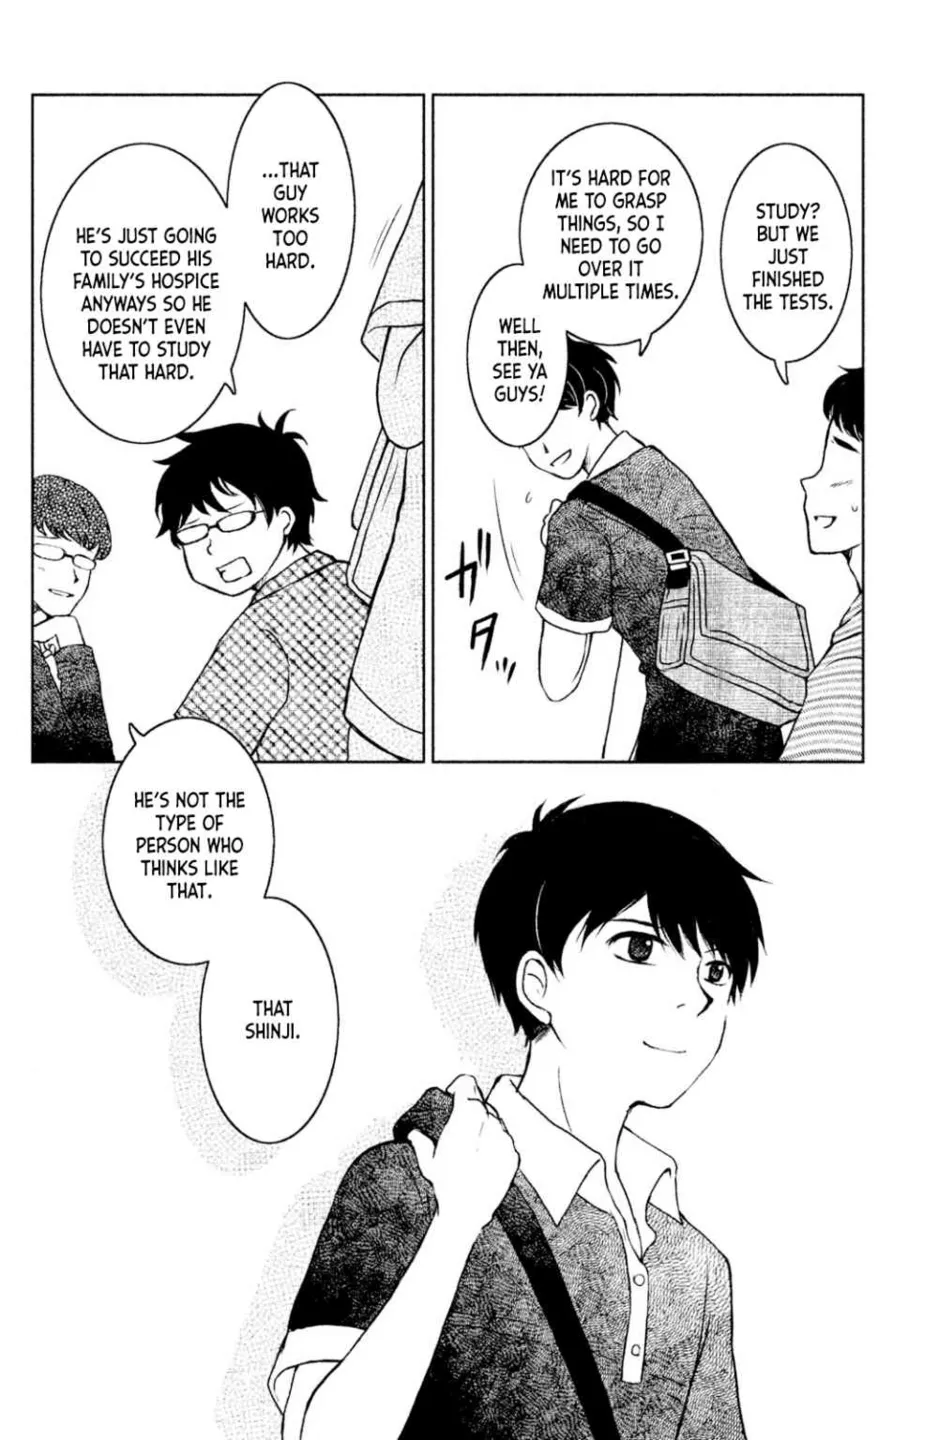 STUDY?
BUT WE
JUST
FINISHED
THE TESTS.
IT'S HARD FOR
ME TO GRASP
THINGS, SO I
NEED TO GO
OVER IT
MULTIPLE TIMES.
WELL
THEN,
SEE YA
GUYS!
ガタッ
...THAT
GUY
WORKS
TOO
HARD.
HE'S JUST GOING
TO SUCCEED HIS
FAMILY'S HOSPICE
ANYWAYS SO HE
DOESN'T EVEN
HAVE TO STUDY
THAT HARD.
HE'S NOT THE
TYPE OF
PERSON WHO
THINKS LIKE
THAT.
THAT
SHINJI.